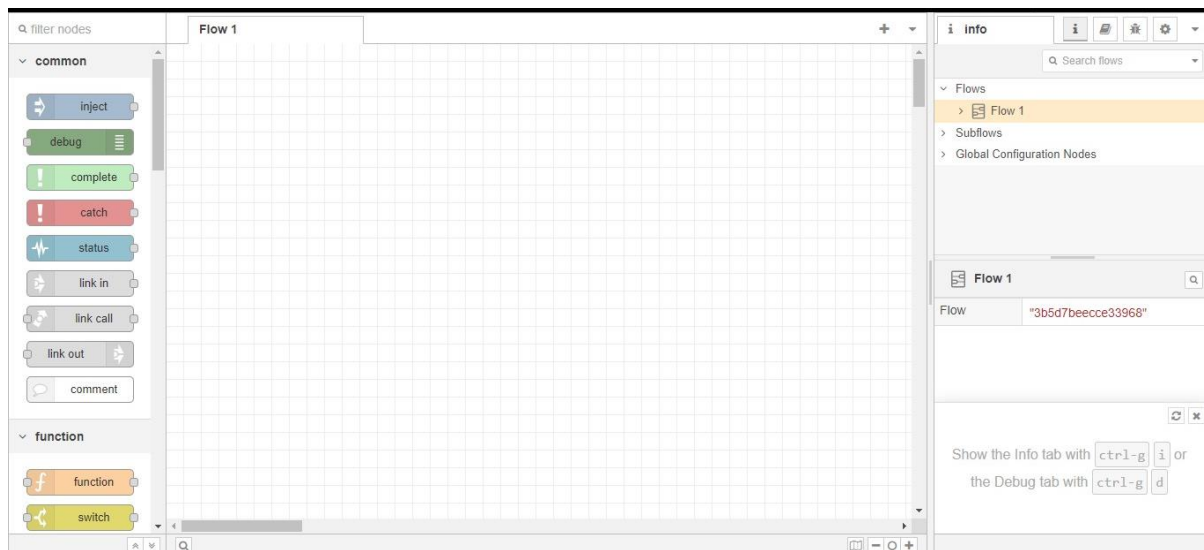 filter nodes
Flow 1
info
i
common
Search flows
inject
debug
complete
catch
status
link in
link call
link out
comment
function
function
switch
Flows
Flow 1
Subflows
Global Configuration Nodes
Flow 1
Flow "3b5d7beecce33968"
Show the Info tab with ctrl-g i or
the Debug tab with ctrl-g d